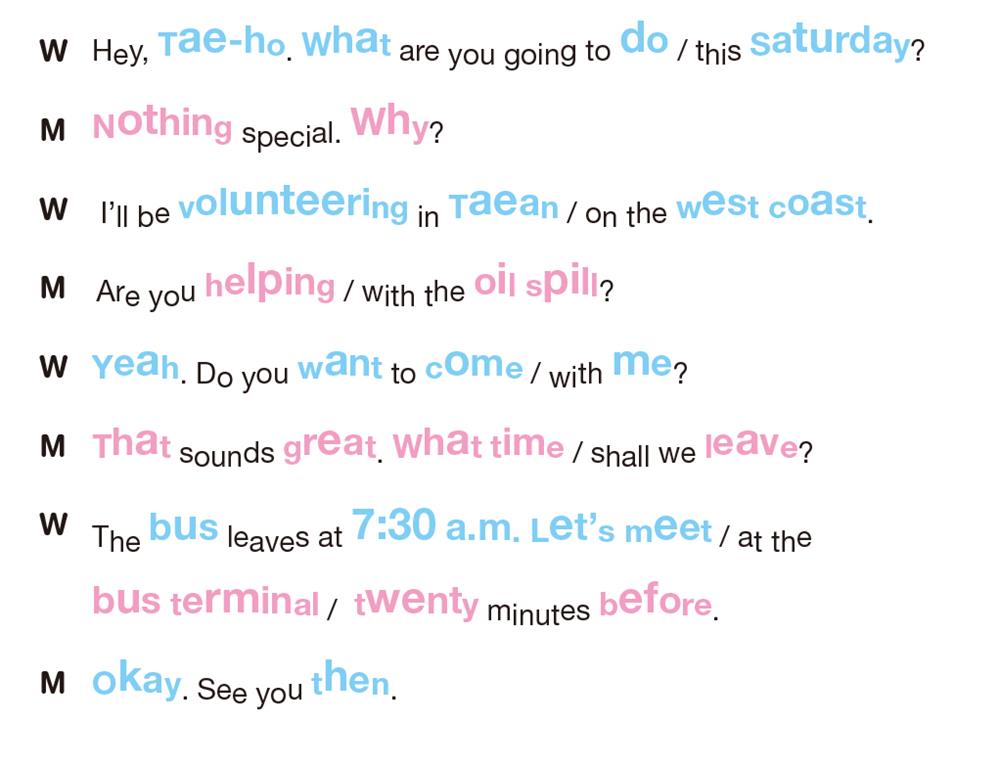 W Hey, Tae-ho. What are you going to do / this saturday?
M Nothing special. Why?
W I'll be volunteering in Taean / on the west coast.
M Are you helping / with the oil spill?
W Yeah. Do you want to come / with me?
M That sounds great. What time / shall we leave?
W The bus leaves at 7:30 a.m. Let's meet / at the
bus terminal / twenty minutes before.
M okay. See you then.